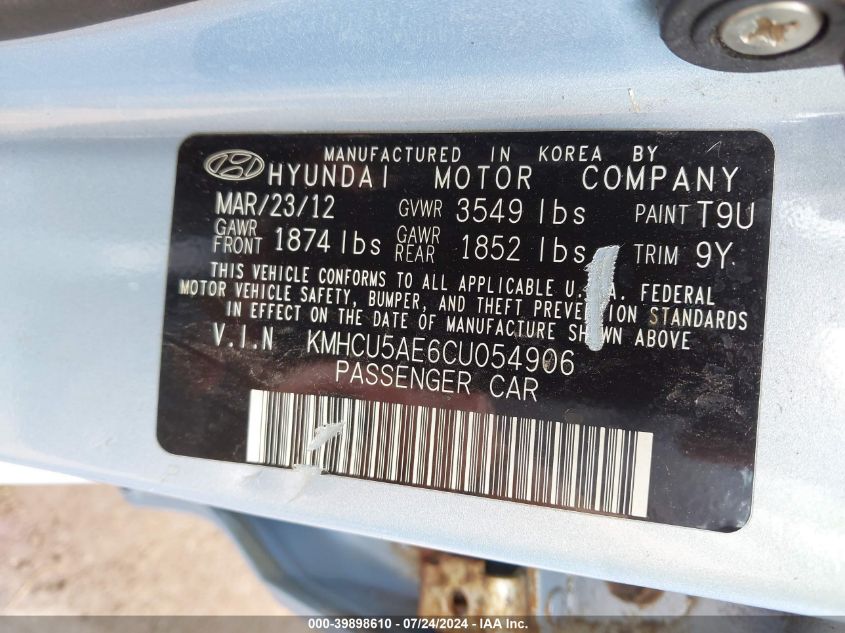 MANUFACTURED IN KOREA BY
HYUNDAI MOTOR COMPANY
MAR/23/12 GVWR 3549 lbs PAINT T9U
GAWR FRONT 1874 lbs GAWR REAR 1852 lbs TRIM 9Y
THIS VEHICLE CONFORMS TO ALL APPLICABLE U.S.A. FEDERAL
MOTOR VEHICLE SAFETY, BUMPER, AND THEFT PREVENTION STANDARDS
IN EFFECT ON THE DATE OF MANUFACTURE SHOWN ABOVE
V.I.N KMHCU5AE6CU054906
PASSENGER CAR
000-39898610 / 07/24/2024 - IAA Inc.